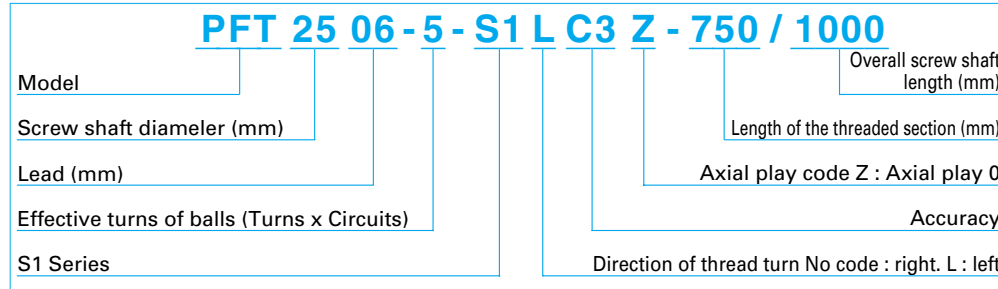 PFT 25 06 - 5 - S1 L C3 Z - 750 / 1000
Overall screw shaft
length (mm)
Model
Screw shaft diameler (mm)
Length of the threaded section (mm)
Lead (mm)
Axial play code Z : Axial play 0
Effective turns of balls (Turns x Circuits)
Accuracy
S1 Series
Direction of thread turn No code : right. L : left